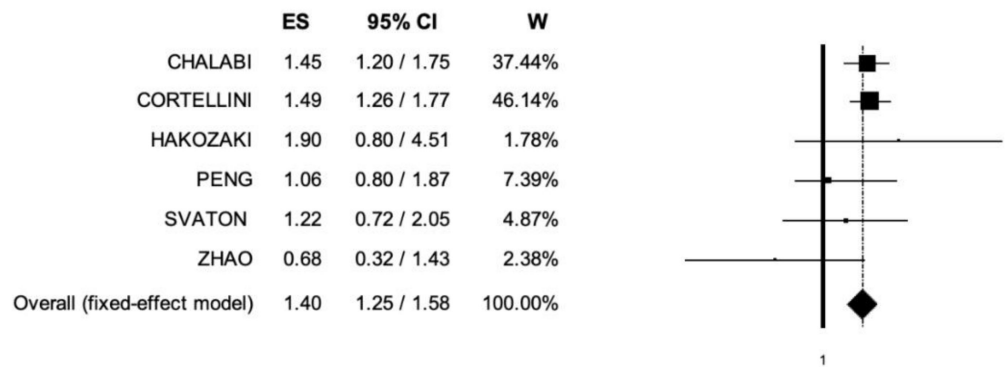 ES 95% CI W
CHALABI 1.45 1.20 / 1.75 37.44%
CORTELLINI 1.49 1.26 / 1.77 46.14%
HAKOZAKI 1.90 0.80 / 4.51 1.78%
PENG 1.06 0.80 / 1.87 7.39%
SVATON 1.22 0.72 / 2.05 4.87%
ZHAO 0.68 0.32 / 1.43 2.38%
Overall (fixed-effect model) 1.40 1.25 / 1.58 100.00%
1